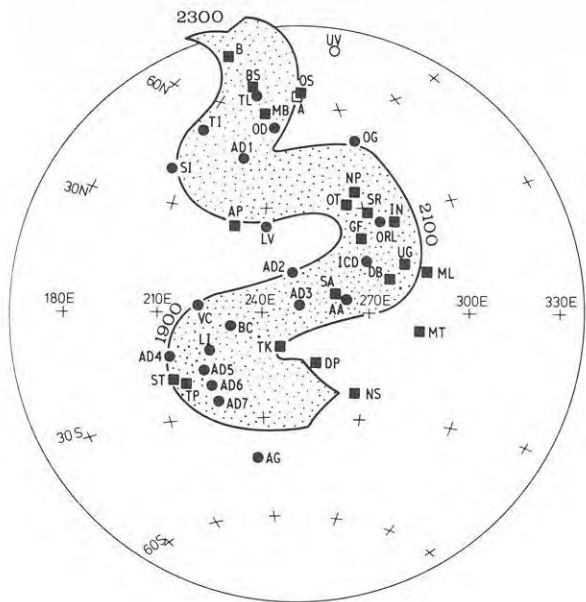 2300
UV
B
60N
BS
OS
TL
A
MB
TI
OD
OG
AD1
SI
30N
NP
OT
SR
IN
2100
AP
LV
GF
ORL
UG
ICD
DB
ML
AD2
SA
180E
210E
240E
270E
300E
330E
1900
VC
AD3
AA
BC
MT
LI
TK
AD4
DP
ST
AD5
TP
AD6
NS
AD7
30S
AG
60S